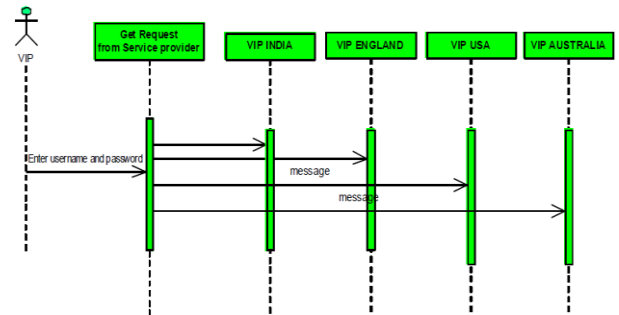 Get Request
from Service provider
VIP INDIA
VIP ENGLAND
VIP USA
VIP AUSTRALIA
VIP
Enter username and password
message
message